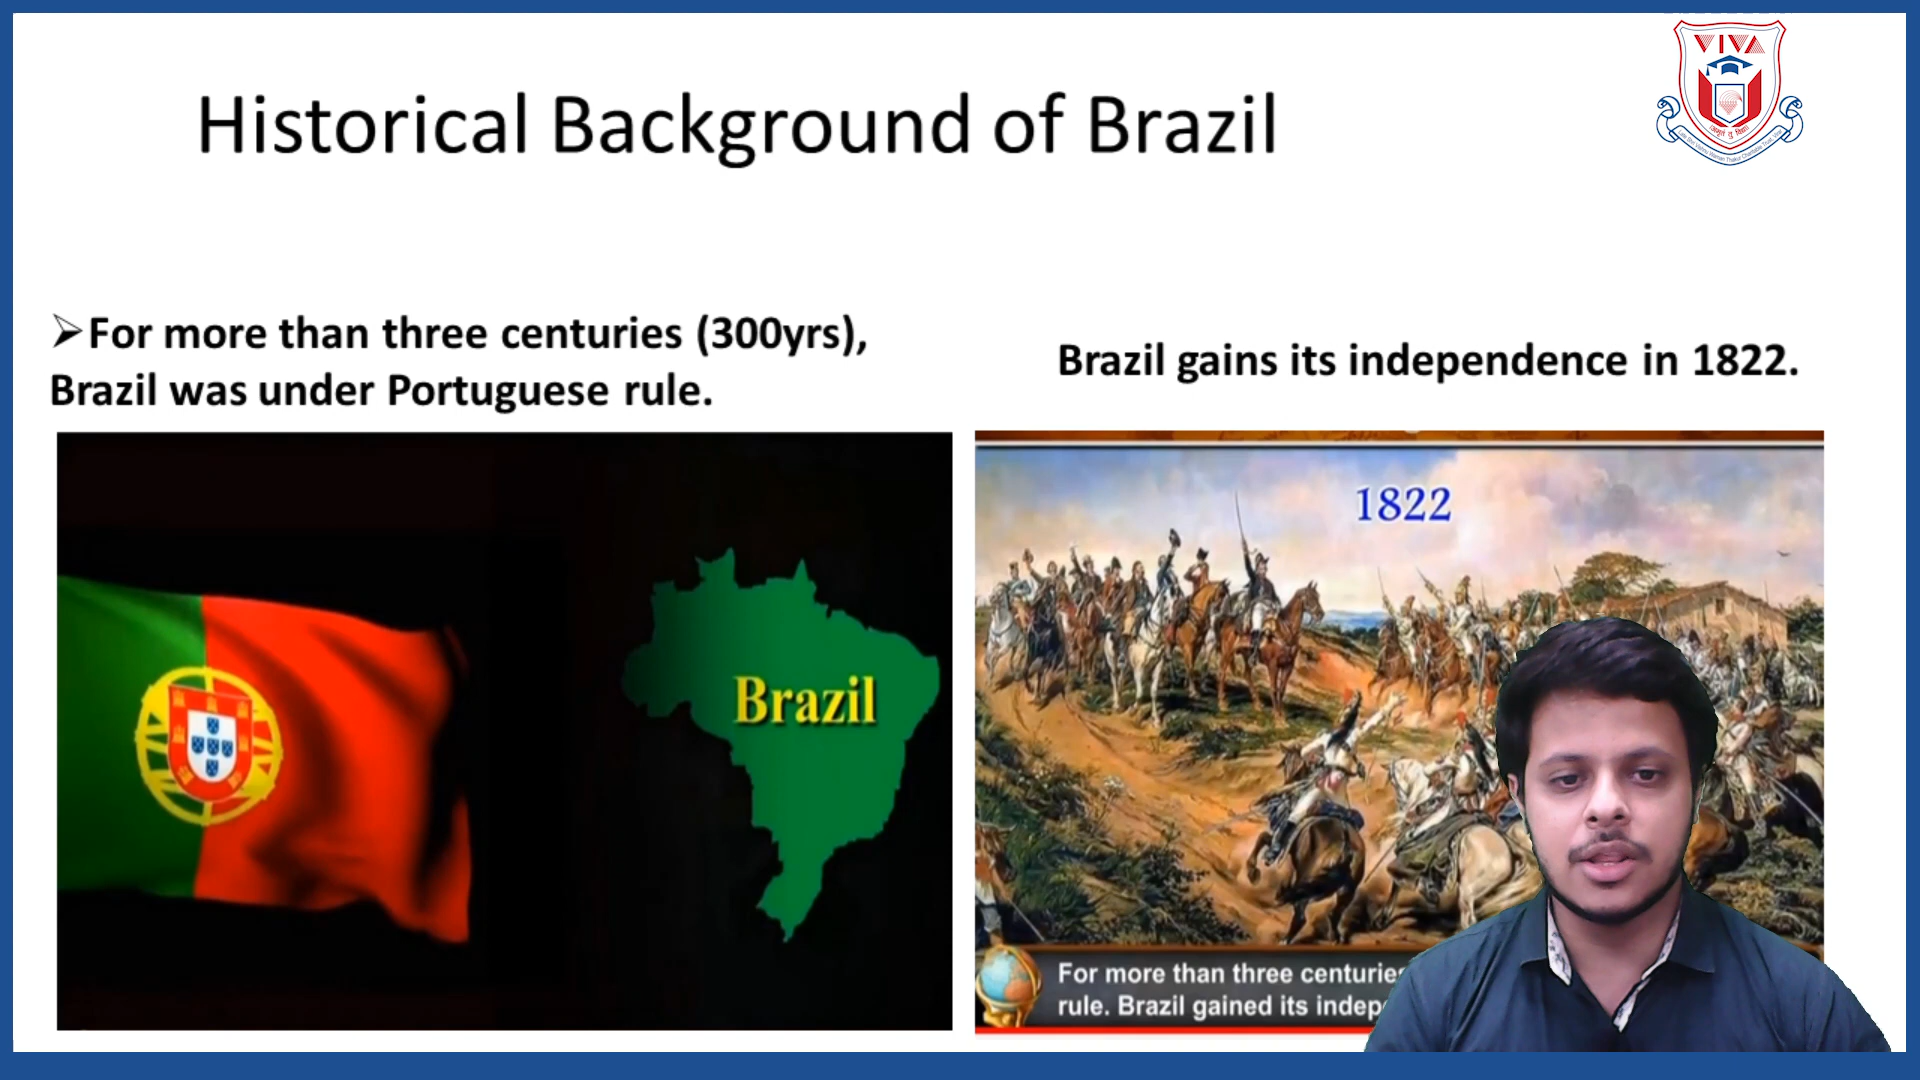 VIVA
Historical Background of Brazil
➢For more than three centuries (300yrs),
Brazil was under Portuguese rule.
Brazil gains its independence in 1822.
Brazil
1822
For more than three centuries
rule. Brazil gained its indep